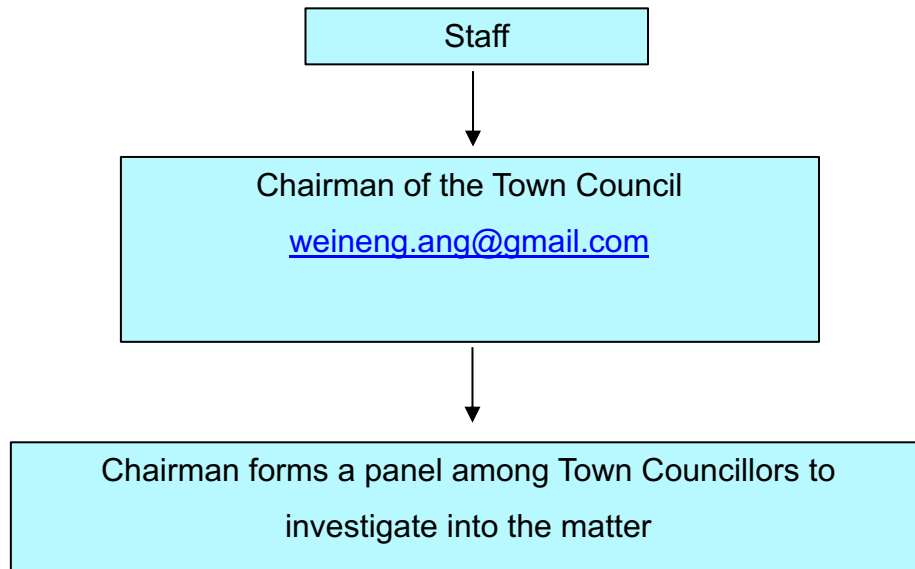 Staff
Chairman of the Town Council
weineng.ang@gmail.com
Chairman forms a panel among Town Councillors to
investigate into the matter